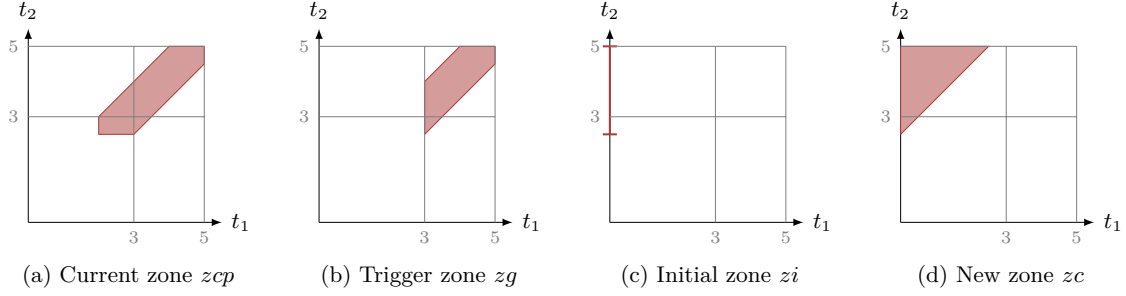 t2 t2 t2 t2
5 5 5 5
3 3 3 3
t1 t1 t1 t1
3 5 3 5 3 5 3 5
(a) Current zone zcp (b) Trigger zone zg (c) Initial zone zi (d) New zone zc